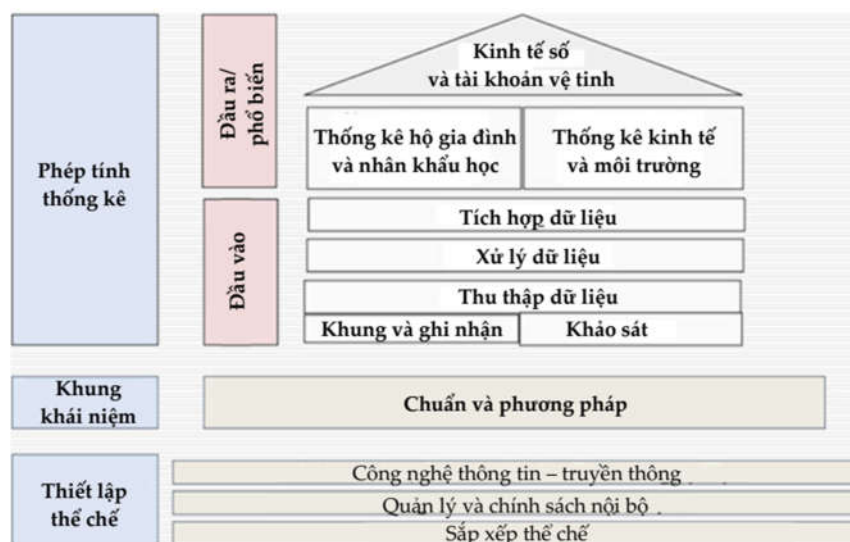 Phép tính
thống kê
Đầu ra/
phổ biến
Kinh tế số
và tài khoản vệ tinh
Thống kê hộ gia đình
và nhân khẩu học
Thống kê kinh tế
và môi trường
Đầu vào
Tích hợp dữ liệu
Xử lý dữ liệu
Thu thập dữ liệu
Khung và ghi nhận
Khảo sát
Khung
khái niệm
Chuẩn và phương pháp
Thiết lập
thể chế
Công nghệ thông tin – truyền thông
Quản lý và chính sách nội bộ
Sắp xếp thể chế